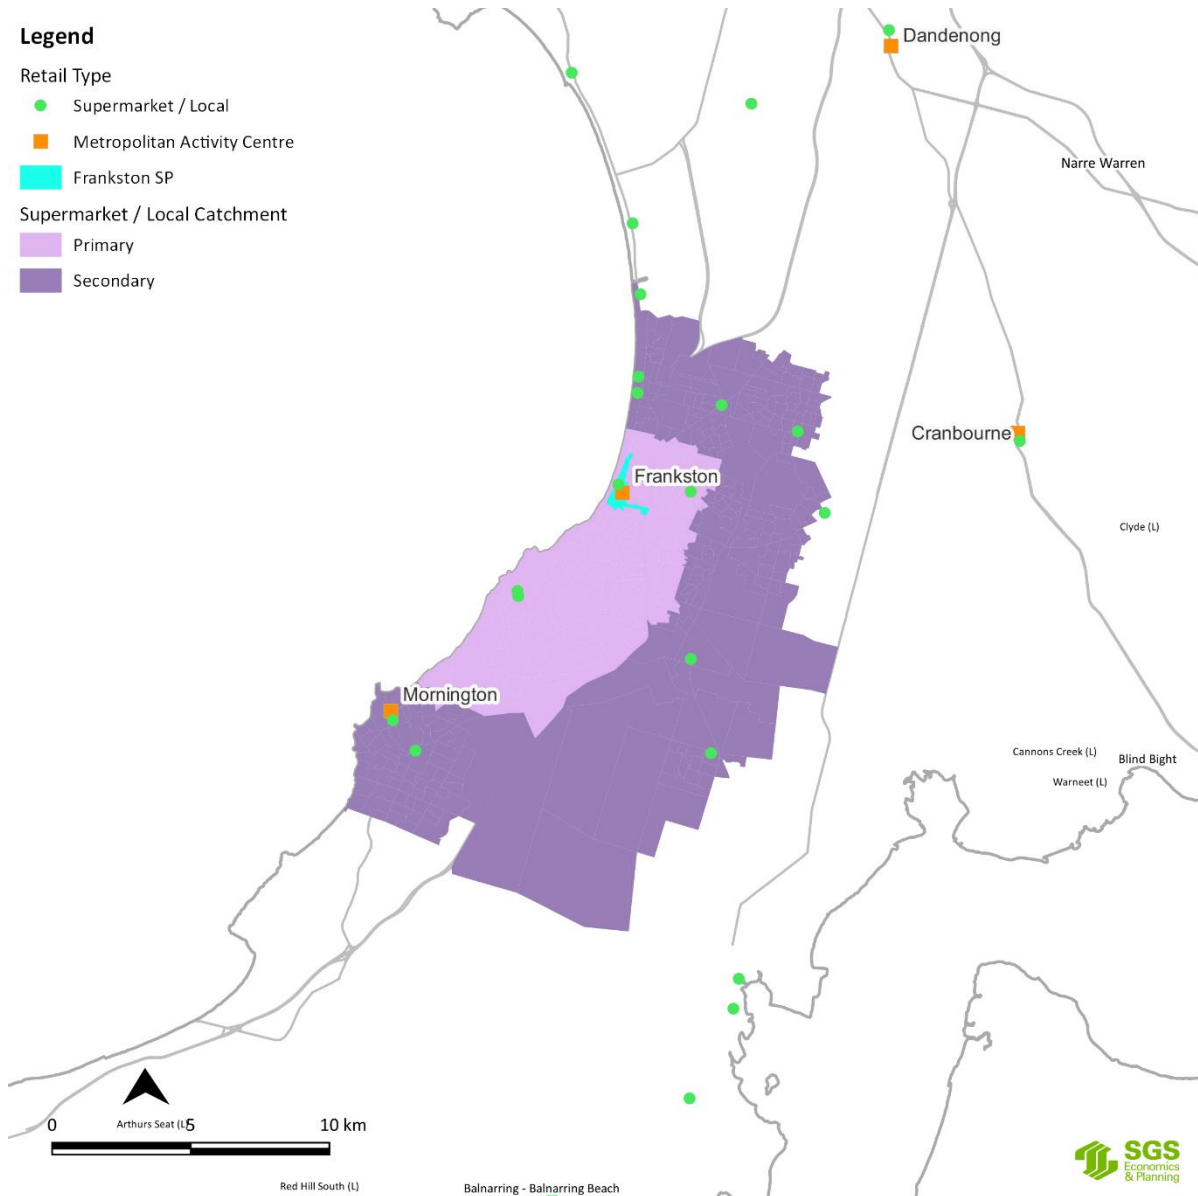 Legend
Retail Type
Supermarket / Local
Metropolitan Activity Centre
Frankston SP
Supermarket / Local Catchment
Primary
Secondary
Dandenong
Narre Warren
Cranbourne
Frankston
Clyde (L)
Mornington
Cannons Creek (L)
Blind Bight
Warneet (L)
0 5 10 km
Arthurs Seat (L)
Red Hill South (L)
Balnarring - Balnarring Beach
SGS
Economics
& Planning